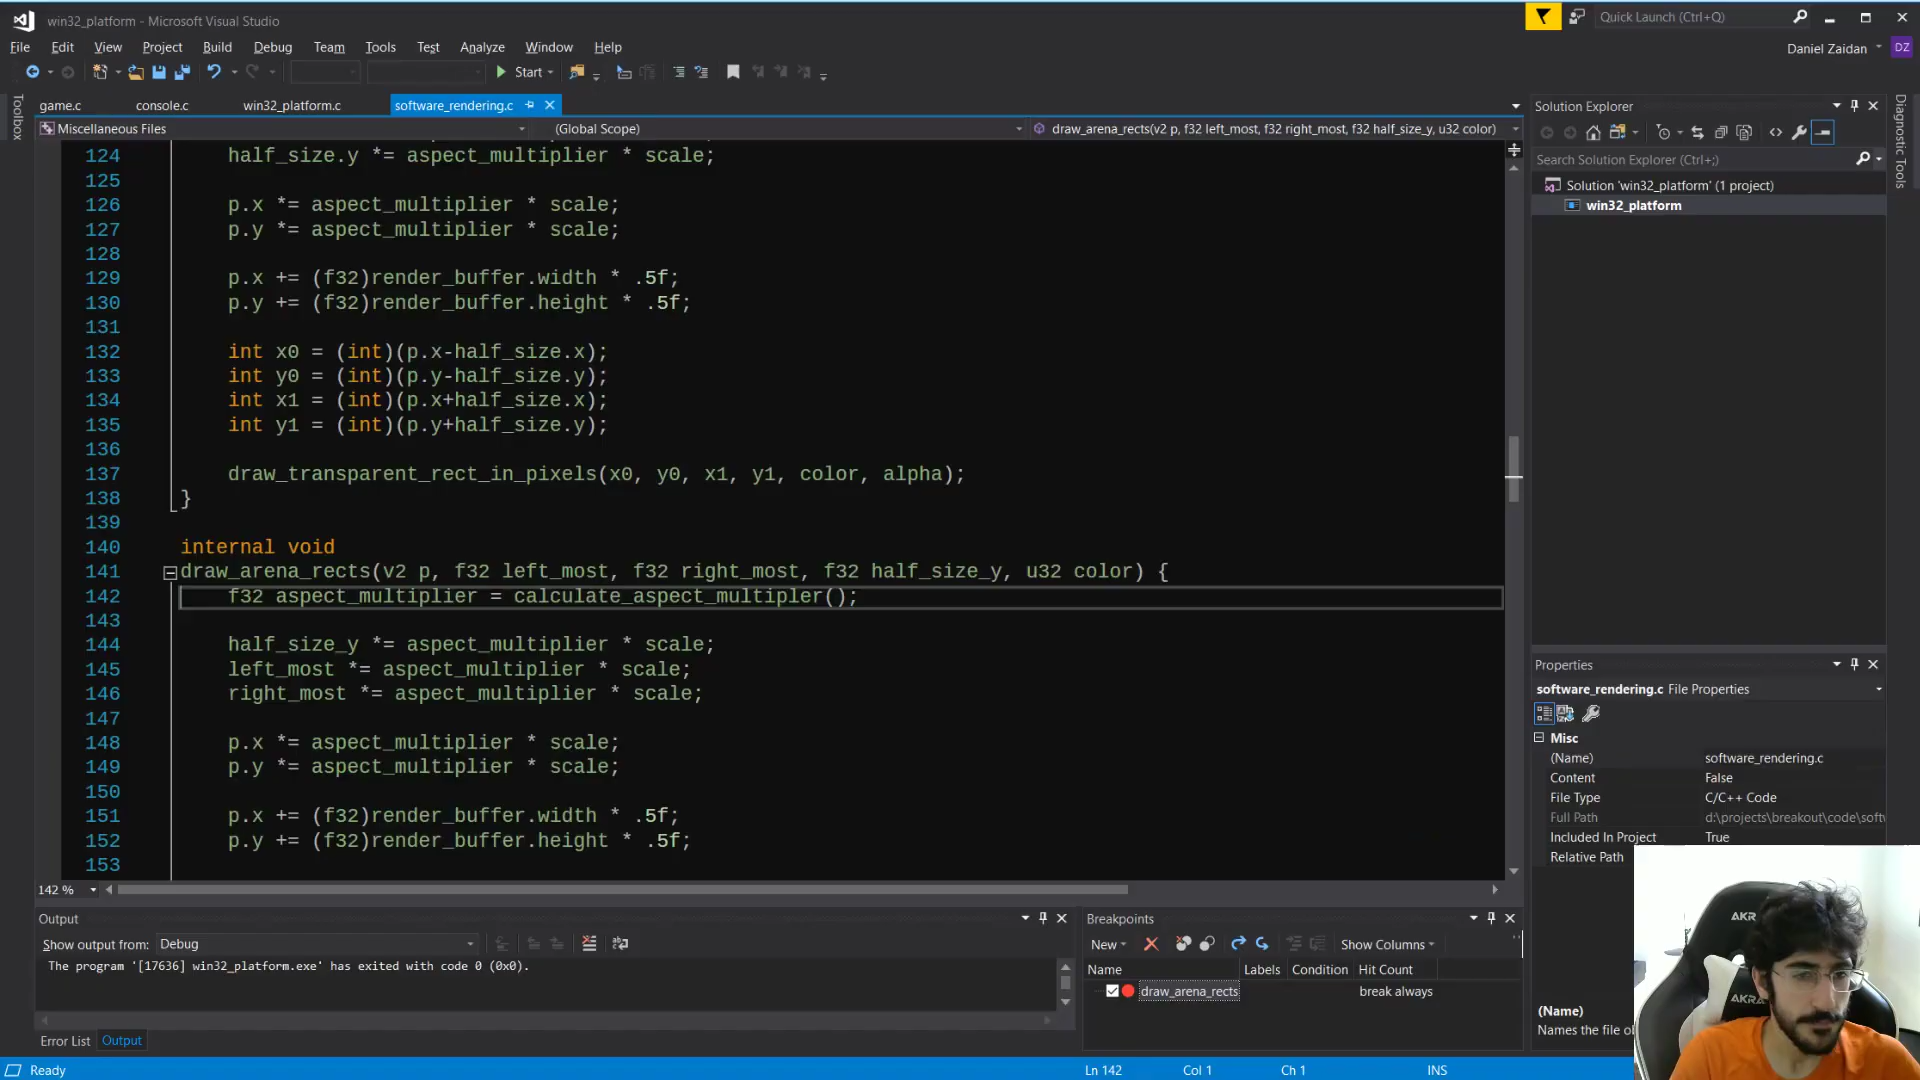 win32_platform - Microsoft Visual Studio
Quick Launch (Ctrl+Q)
File Edit View Project Build Debug Team Tools Test Analyze Window Help
Daniel Zaidan DZ
Start
Toolbox
game.c console.c win32_platform.c software_rendering.c
Miscellaneous Files (Global Scope) draw_arena_rects(v2 p, f32 left_most, f32 right_most, f32 half_size_y, u32 color)
124 half_size.y *= aspect_multiplier * scale;
125
126 p.x *= aspect_multiplier * scale;
127 p.y *= aspect_multiplier * scale;
128
129 p.x += (f32)render_buffer.width * .5f;
130 p.y += (f32)render_buffer.height * .5f;
131
132 int x0 = (int)(p.x-half_size.x);
133 int y0 = (int)(p.y-half_size.y);
134 int x1 = (int)(p.x+half_size.x);
135 int y1 = (int)(p.y+half_size.y);
136
137 draw_transparent_rect_in_pixels(x0, y0, x1, y1, color, alpha);
138 }
139
140 internal void
141 draw_arena_rects(v2 p, f32 left_most, f32 right_most, f32 half_size_y, u32 color) {
142 f32 aspect_multiplier = calculate_aspect_multipler();
143
144 half_size_y *= aspect_multiplier * scale;
145 left_most *= aspect_multiplier * scale;
146 right_most *= aspect_multiplier * scale;
147
148 p.x *= aspect_multiplier * scale;
149 p.y *= aspect_multiplier * scale;
150
151 p.x += (f32)render_buffer.width * .5f;
152 p.y += (f32)render_buffer.height * .5f;
153
142 %
Solution Explorer
Search Solution Explorer (Ctrl+;)
Solution 'win32_platform' (1 project)
win32_platform
Diagnostic Tools
Properties
software_rendering.c File Properties
Misc
(Name) software_rendering.c
Content False
File Type C/C++ Code
Full Path d:\projects\breakout\code\soft
Included In Project True
Relative Path
(Name)
Names the file
Output
Show output from: Debug
The program '[17636] win32_platform.exe' has exited with code 0 (0x0).
Error List Output
Breakpoints
New Show Columns
Name Labels Condition Hit Count
draw_arena_rects break always
AKR
AKRA
Ready Ln 142 Col 1 Ch 1 INS